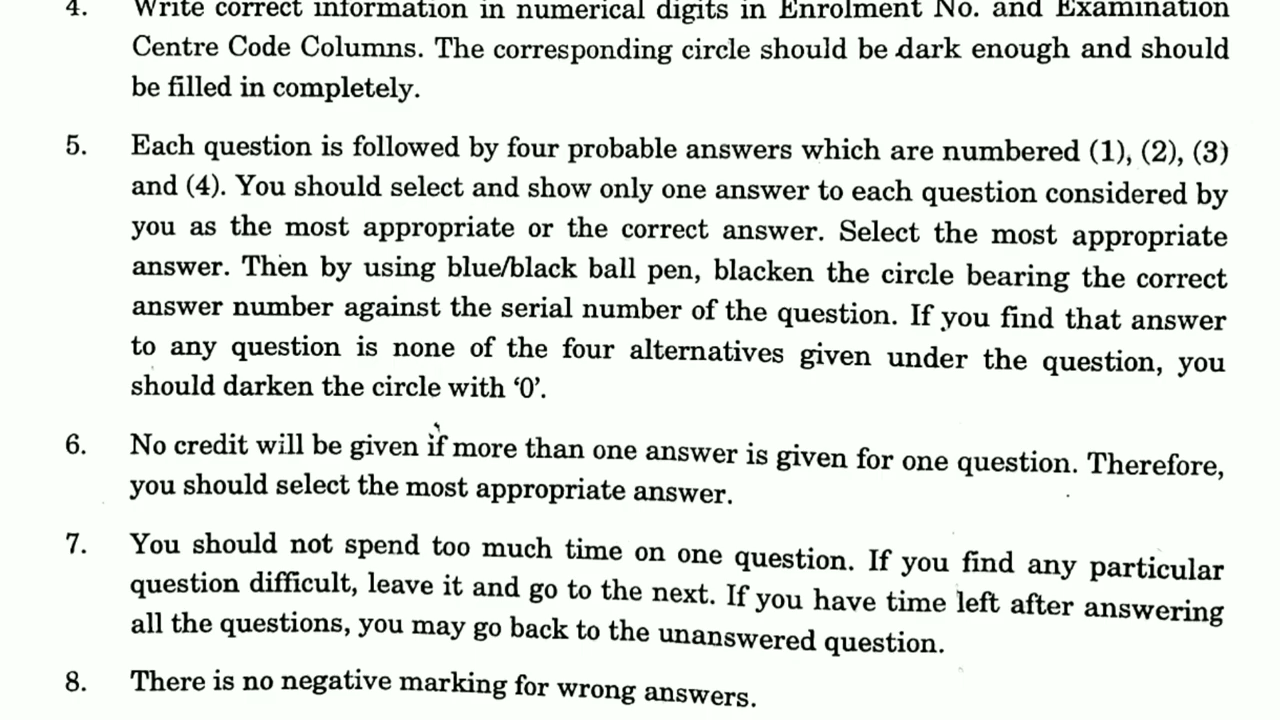 4. Write correct information in numerical digits in Enrolment No. and Examination
Centre Code Columns. The corresponding circle should be dark enough and should
be filled in completely.
5. Each question is followed by four probable answers which are numbered (1), (2), (3)
and (4). You should select and show only one answer to each question considered by
you as the most appropriate or the correct answer. Select the most appropriate
answer. Then by using blue/black ball pen, blacken the circle bearing the correct
answer number against the serial number of the question. If you find that answer
to any question is none of the four alternatives given under the question, you
should darken the circle with ‘0’.
6. No credit will be given if more than one answer is given for one question. Therefore,
you should select the most appropriate answer.
7. You should not spend too much time on one question. If you find any particular
question difficult, leave it and go to the next. If you have time left after answering
all the questions, you may go back to the unanswered question.
8. There is no negative marking for wrong answers.